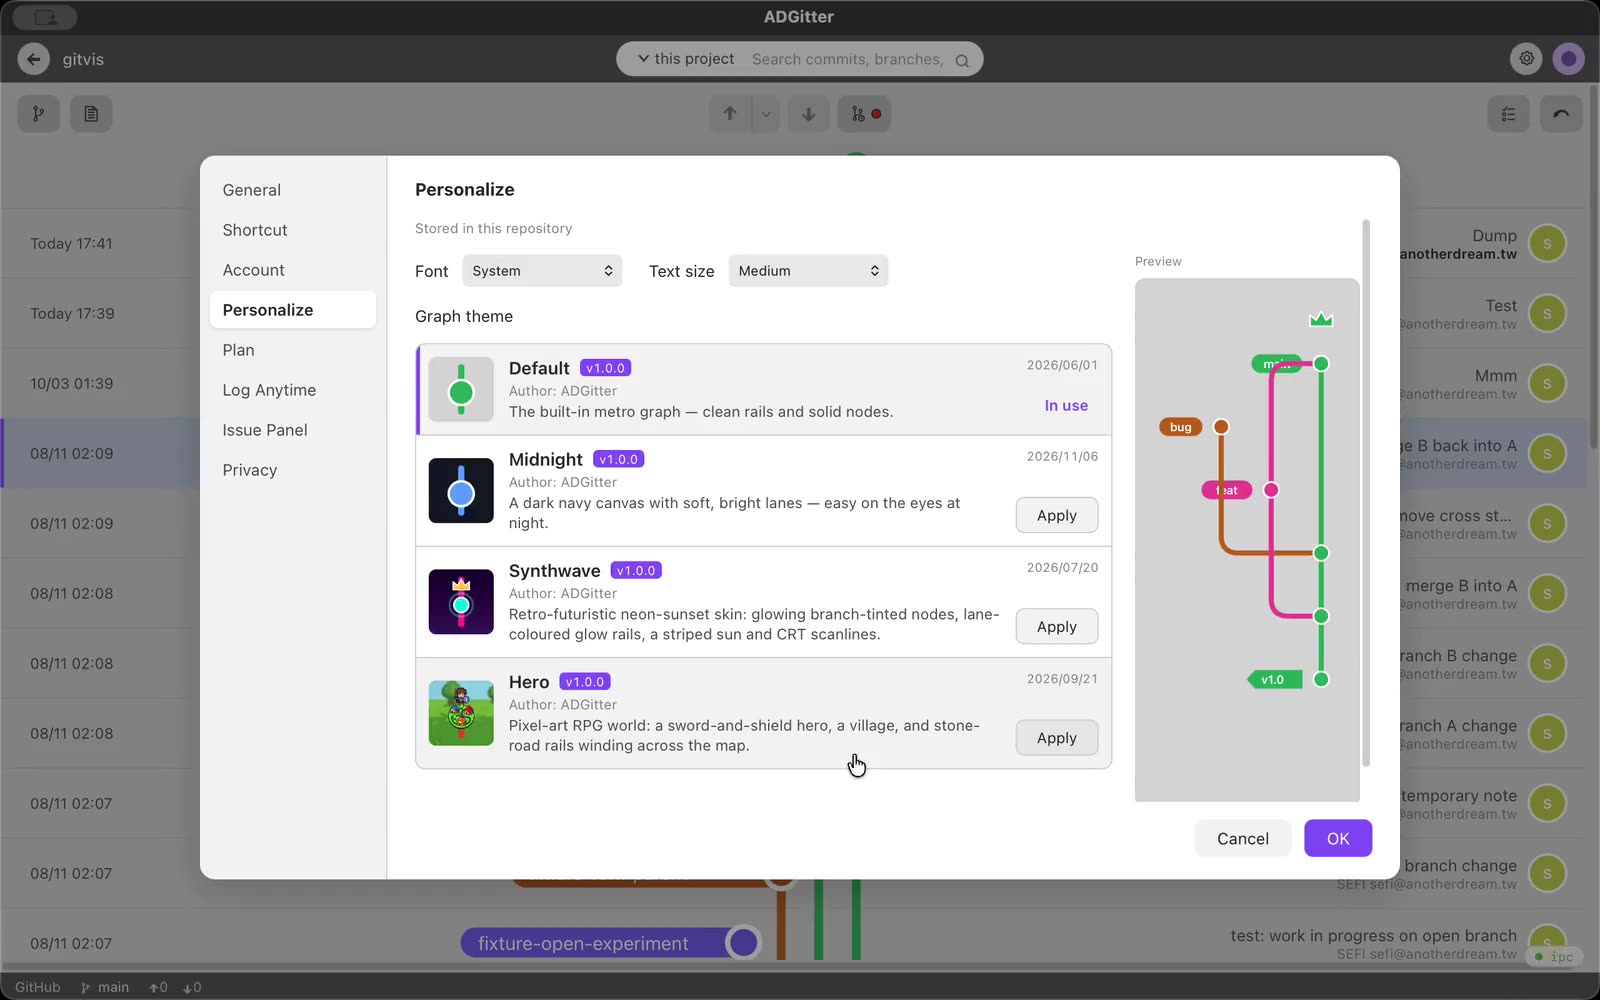 ADGitter
gitvis
this project
Search commits, branches,
General
Shortcut
Account
Personalize
Plan
Log Anytime
Issue Panel
Privacy
Personalize
Stored in this repository
Font
System
Text size
Medium
Graph theme
Default v1.0.0
2026/06/01
Author: ADGitter
The built-in metro graph — clean rails and solid nodes.
In use
Midnight v1.0.0
2026/11/06
Author: ADGitter
A dark navy canvas with soft, bright lanes — easy on the eyes at
night.
Apply
Synthwave v1.0.0
2026/07/20
Author: ADGitter
Retro-futuristic neon-sunset skin: glowing branch-tinted nodes, lane-
coloured glow rails, a striped sun and CRT scanlines.
Apply
Hero v1.0.0
2026/09/21
Author: ADGitter
Pixel-art RPG world: a sword-and-shield hero, a village, and stone-
road rails winding across the map.
Apply
Preview
bug
v1.0
Cancel
OK
Today 17:41
Dump
anotherdream.tw
S
Today 17:39
Test
@anotherdream.tw
S
10/03 01:39
Mmm
@anotherdream.tw
S
08/11 02:09
B back into A
@anotherdream.tw
S
08/11 02:09
cross st...
@anotherdream.tw
S
08/11 02:08
merge B into A
@anotherdream.tw
S
08/11 02:08
B change
@anotherdream.tw
S
08/11 02:08
A change
@anotherdream.tw
S
08/11 02:07
temporary note
@anotherdream.tw
S
08/11 02:07
branch change
SEFI sefi@anotherdream.tw
S
08/11 02:07
fixture-open-experiment
test: work in progress on open branch
SEFI sefi@anotherdream.tw
S
ipc
GitHub
main
0
0